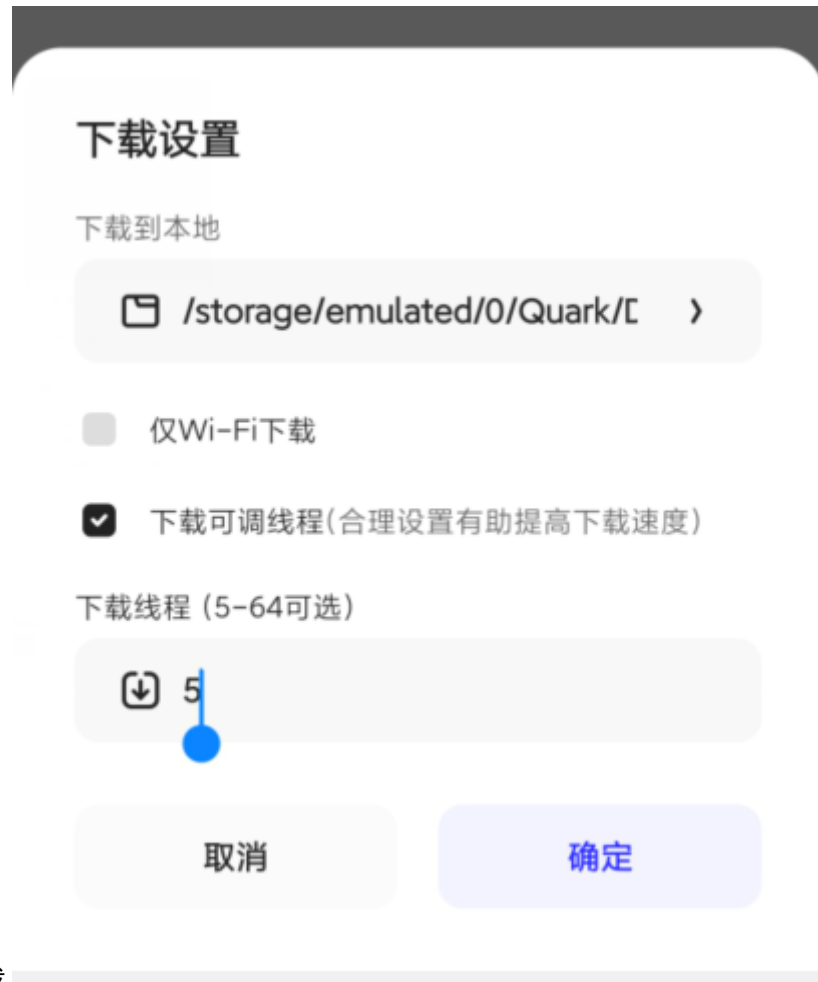 下载设置
下载到本地
/storage/emulated/0/Quark/
仅Wi-Fi下载
下载可调线程(合理设置有助提高下载速度)
下载线程 (5-64可选)
5
取消
确定